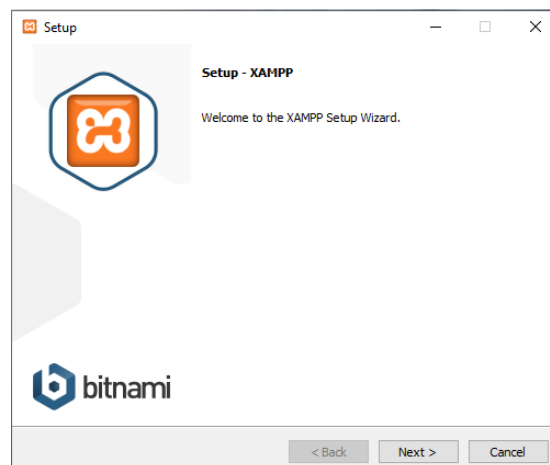 Setup
Setup - XAMPP
Welcome to the XAMPP Setup Wizard.
bitnami
< Back
Next >
Cancel